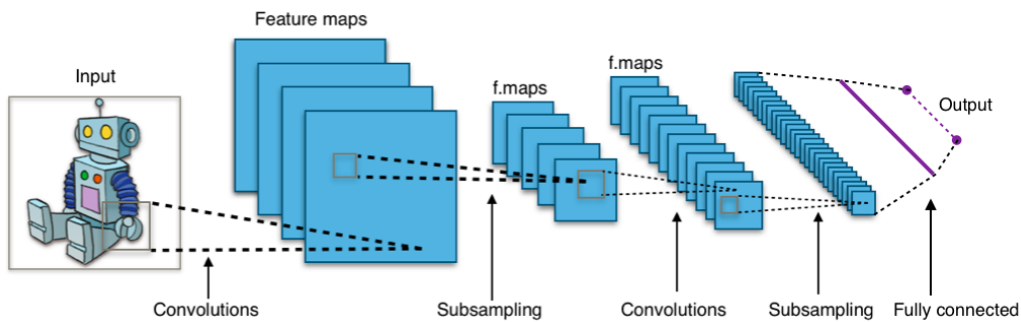 Feature maps
Input
f.maps
f.maps
Output
Convolutions
Subsampling
Convolutions
Subsampling
Fully connected